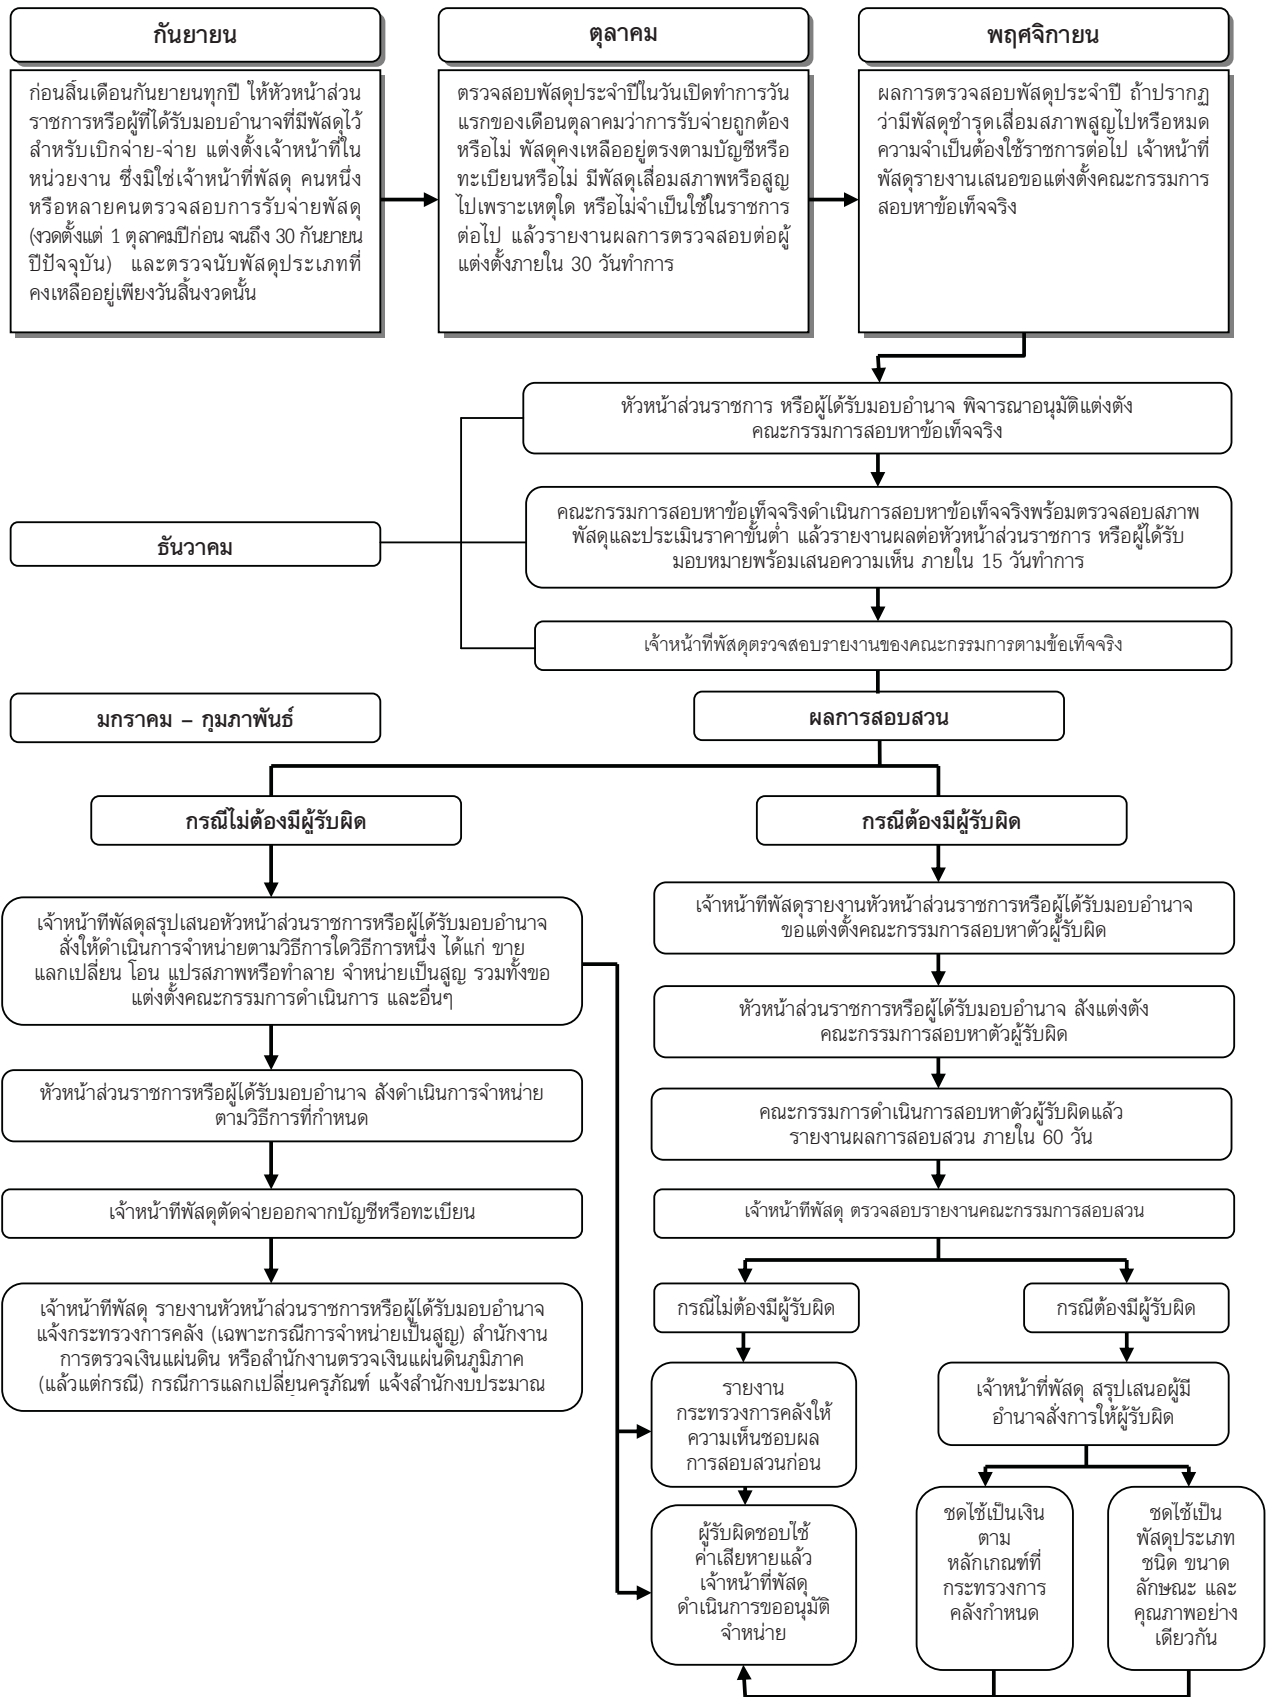 กันยายน
ก่อนสิ้นเดือนกันยายนทุกปี ให้หัวหน้าส่วน
ราชการหรือผู้ที่ได้รับมอบอำนาจที่มีพัสดุไว้
สำหรับเบิกจ่าย-จ่าย แต่งตั้งเจ้าหน้าที่ใน
หน่วยงาน ซึ่งมิใช่เจ้าหน้าที่พัสดุ คนหนึ่ง
หรือหลายคนตรวจสอบการรับจ่ายพัสดุ
(งวดตั้งแต่ 1 ตุลาคมปีก่อน จนถึง 30 กันยายน
ปีปัจจุบัน) และตรวจนับพัสดุประเภทที่
คงเหลืออยู่เพียงวันสิ้นงวดนั้น
ตุลาคม
ตรวจสอบพัสดุประจำปีในวันเปิดทำการวัน
แรกของเดือนตุลาคมว่าการรับจ่ายถูกต้อง
หรือไม่ พัสดุคงเหลืออยู่ตรงตามบัญชีหรือ
ทะเบียนหรือไม่ มีพัสดุเสื่อมสภาพหรือสูญ
ไปเพราะเหตุใด หรือไม่จำเป็นใช้ในราชการ
ต่อไป แล้วรายงานผลการตรวจสอบต่อผู้
แต่งตั้งภายใน 30 วันทำการ
พฤศจิกายน
ผลการตรวจสอบพัสดุประจำปี ถ้าปรากฏ
ว่ามีพัสดุชำรุดเสื่อมสภาพสูญไปหรือหมด
ความจำเป็นต้องใช้ราชการต่อไป เจ้าหน้าที่
พัสดุรายงานเสนอขอแต่งตั้งคณะกรรมการ
สอบหาข้อเท็จจริง
หัวหน้าส่วนราชการ หรือผู้ได้รับมอบอำนาจ พิจารณาอนุมัติแต่งตัง
คณะกรรมการสอบหาข้อเท็จจริง
ธันวาคม
คณะกรรมการสอบหาข้อเท็จจริงดำเนินการสอบหาข้อเท็จจริงพร้อมตรวจสอบสภาพ
พัสดุและประเมินราคาขั้นต่ำ แล้วรายงานผลต่อหัวหน้าส่วนราชการ หรือผู้ได้รับ
มอบหมายพร้อมเสนอความเห็น ภายใน 15 วันทำการ
เจ้าหน้าทีพัสดุตรวจสอบรายงานของคณะกรรมการตามข้อเท็จจริง
มกราคม – กุมภาพันธ์
ผลการสอบสวน
กรณีไม่ต้องมีผู้รับผิด
เจ้าหน้าทีพัสดุสรุปเสนอหัวหน้าส่วนราชการหรือผู้ได้รับมอบอำนาจ
สั่งให้ดำเนินการจำหน่ายตามวิธีการใดวิธีการหนึ่ง ได้แก่ ขาย
แลกเปลี่ยน โอน แปรสภาพหรือทำลาย จำหน่ายเป็นสูญ รวมทั้งขอ
แต่งตั้งคณะกรรมการดำเนินการ และอื่นๆ
หัวหน้าส่วนราชการหรือผู้ได้รับมอบอำนาจ สังดำเนินการจำหน่าย
ตามวิธีการที่กำหนด
เจ้าหน้าทีพัสดุตัดจ่ายออกจากบัญชีหรือทะเบียน
เจ้าหน้าทีพัสดุ รายงานหัวหน้าส่วนราชการหรือผู้ได้รับมอบอำนาจ
แจ้งกระทรวงการคลัง (เฉพาะกรณีการจำหน่ายเป็นสูญ) สำนักงาน
การตรวจเงินแผ่นดิน หรือสำนักงานตรวจเงินแผ่นดินภูมิภาค
(แล้วแต่กรณี) กรณีการแลกเปลี่ยนครุภัณฑ์ แจ้งสำนักงบประมาณ
กรณีต้องมีผู้รับผิด
เจ้าหน้าทีพัสดุรายงานหัวหน้าส่วนราชการหรือผู้ได้รับมอบอำนาจ
ขอแต่งตั้งคณะกรรมการสอบหาตัวผู้รับผิด
หัวหน้าส่วนราชการหรือผู้ได้รับมอบอำนาจ สังแต่งตัง
คณะกรรมการสอบหาตัวผู้รับผิด
คณะกรรมการดำเนินการสอบหาตัวผู้รับผิดแล้ว
รายงานผลการสอบสวน ภายใน 60 วัน
เจ้าหน้าทีพัสดุ ตรวจสอบรายงานคณะกรรมการสอบสวน
กรณีไม่ต้องมีผู้รับผิด
รายงาน
กระทรวงการคลังให้
ความเห็นชอบผล
การสอบสวนก่อน
ผู้รับผิดชอบใช้
ค่าเสียหายแล้ว
เจ้าหน้าที่พัสดุ
ดำเนินการขออนุมัติ
จำหน่าย
กรณีต้องมีผู้รับผิด
เจ้าหน้าที่พัสดุ สรุปเสนอผู้มี
อำนาจสั่งการให้ผู้รับผิด
ชดใช้เป็นเงิน
ตาม
หลักเกณฑ์ที่
กระทรวงการ
คลังกำหนด
ชดใช้เป็น
พัสดุประเภท
ชนิด ขนาด
ลักษณะ และ
คุณภาพอย่าง
เดียวกัน